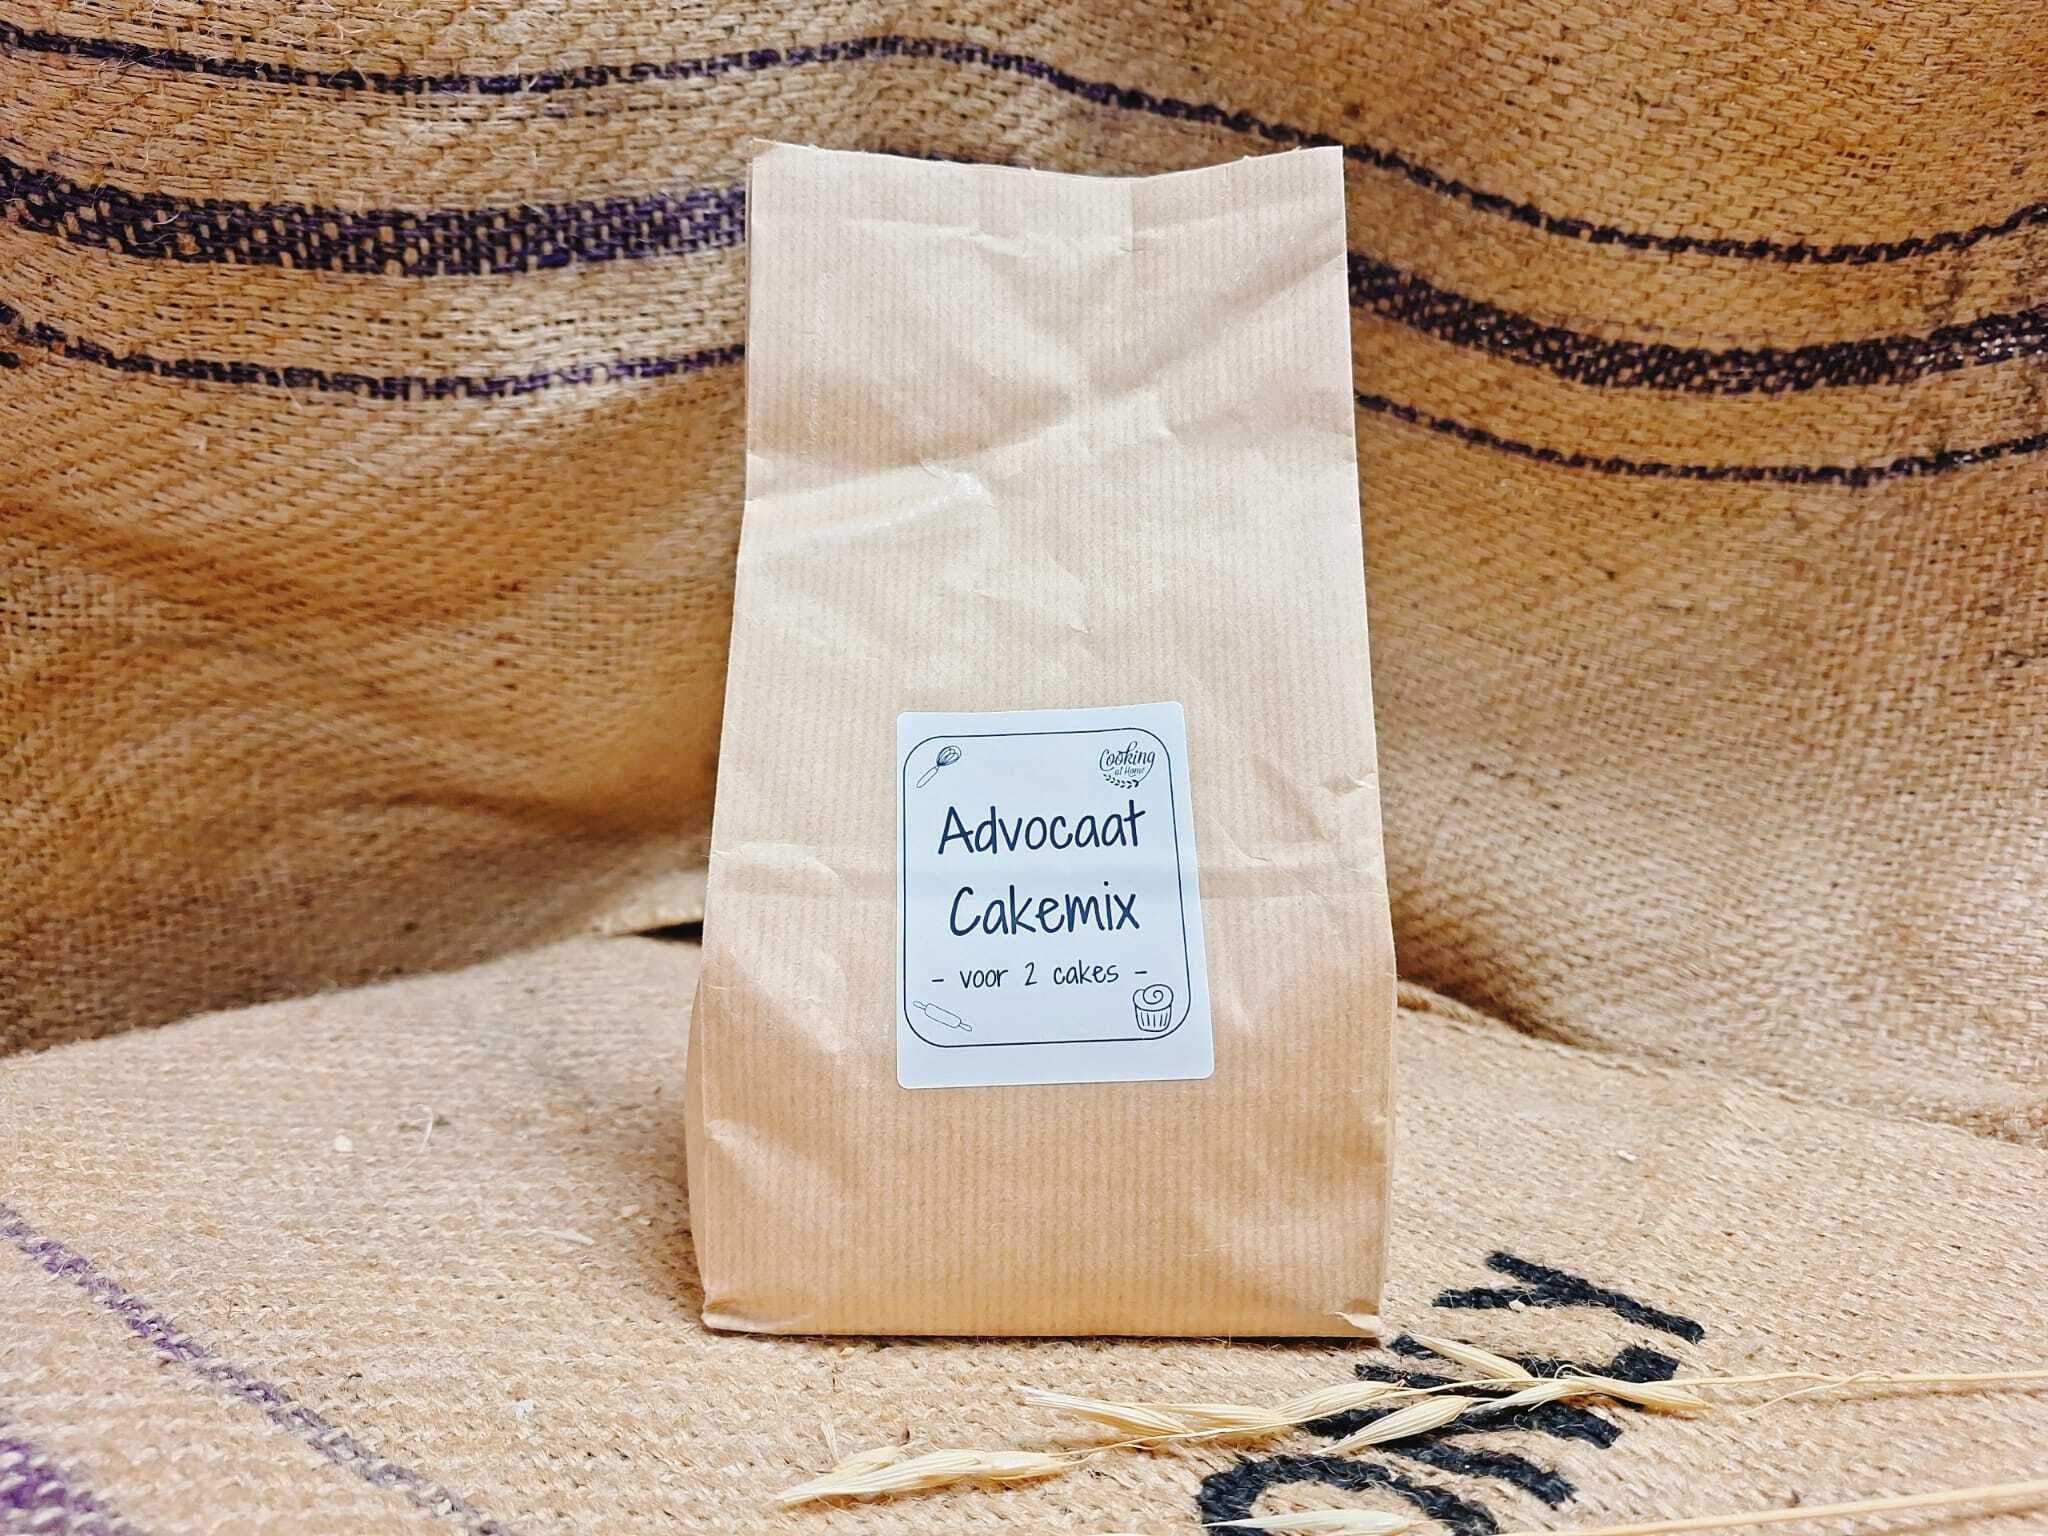 Cooking
at Home
Advocaat
Cakemix
- voor 2 cakes -